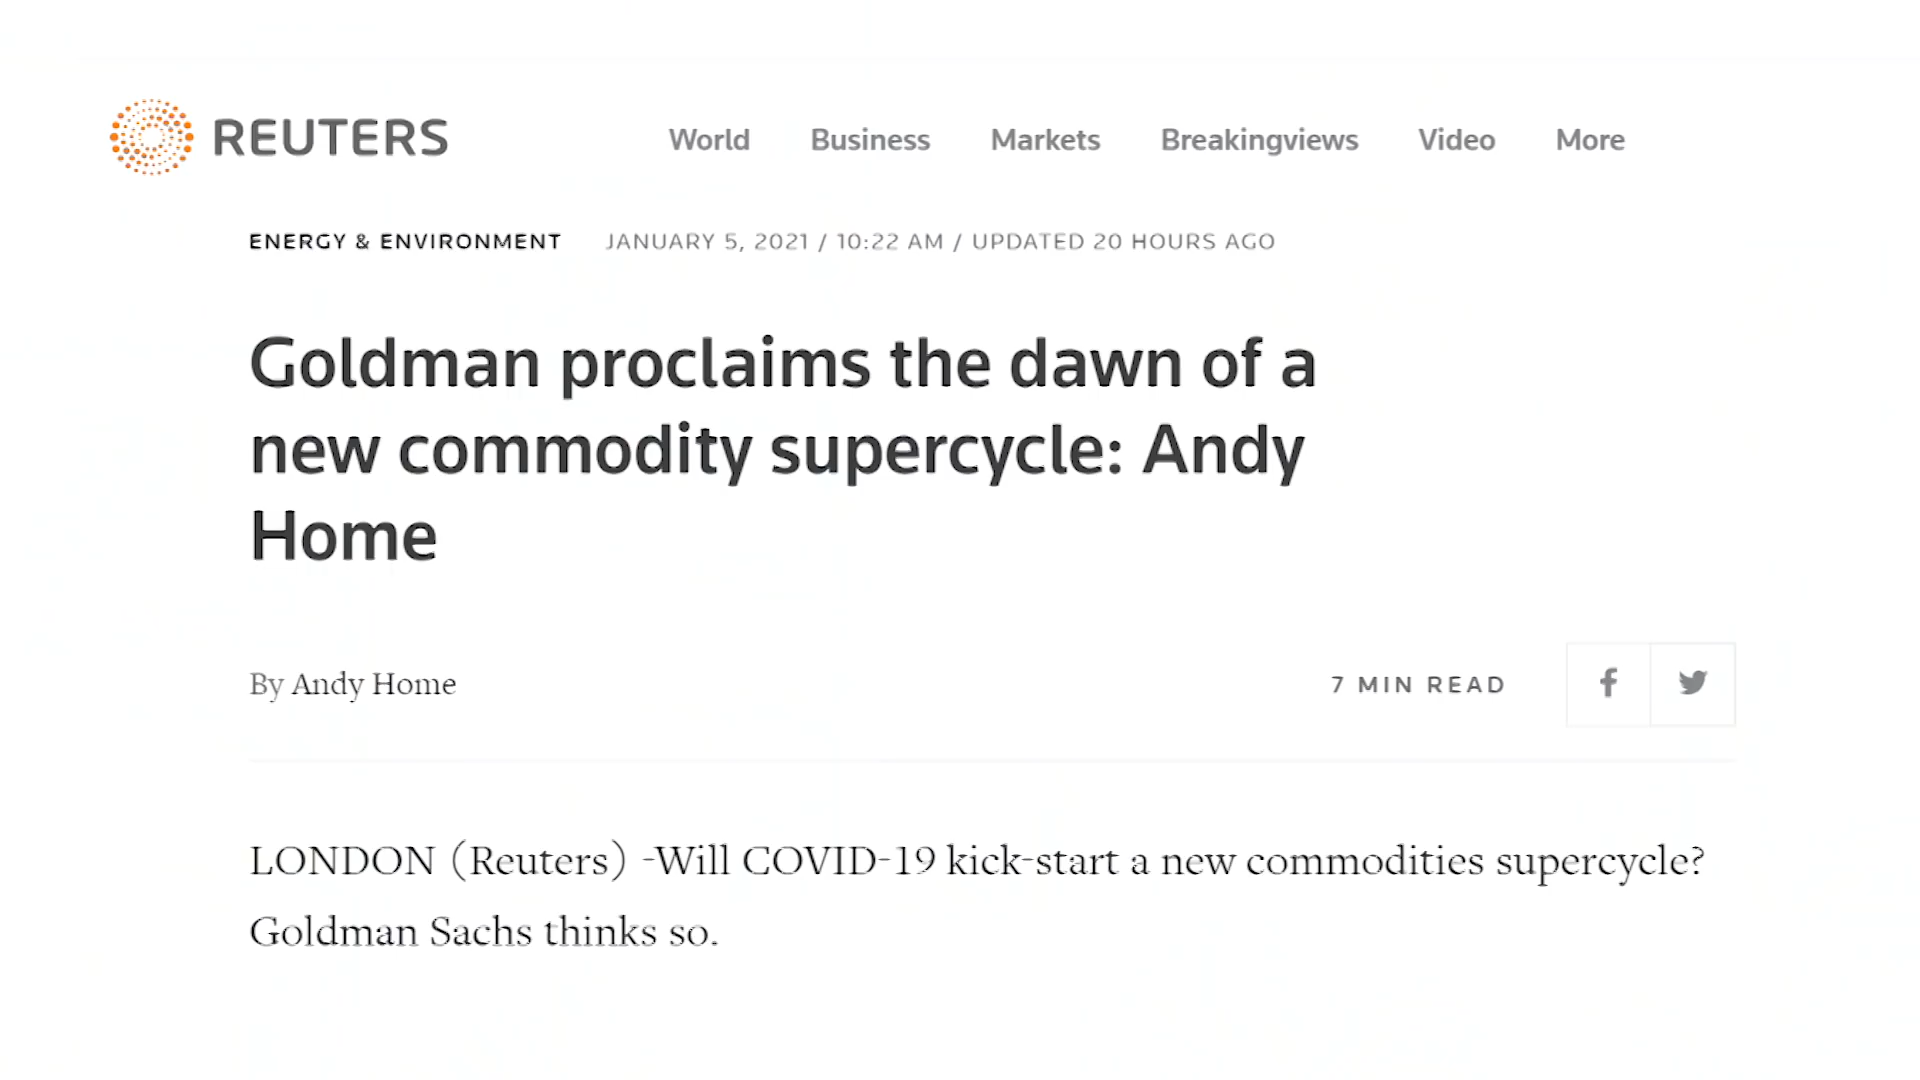 REUTERS World Business Markets Breakingviews Video More
ENERGY & ENVIRONMENT JANUARY 5, 2021 / 10:22 AM / UPDATED 20 HOURS AGO
Goldman proclaims the dawn of a
new commodity supercycle: Andy
Home
By Andy Home 7 MIN READ
LONDON (Reuters) -Will COVID-19 kick-start a new commodities supercycle?
Goldman Sachs thinks so.